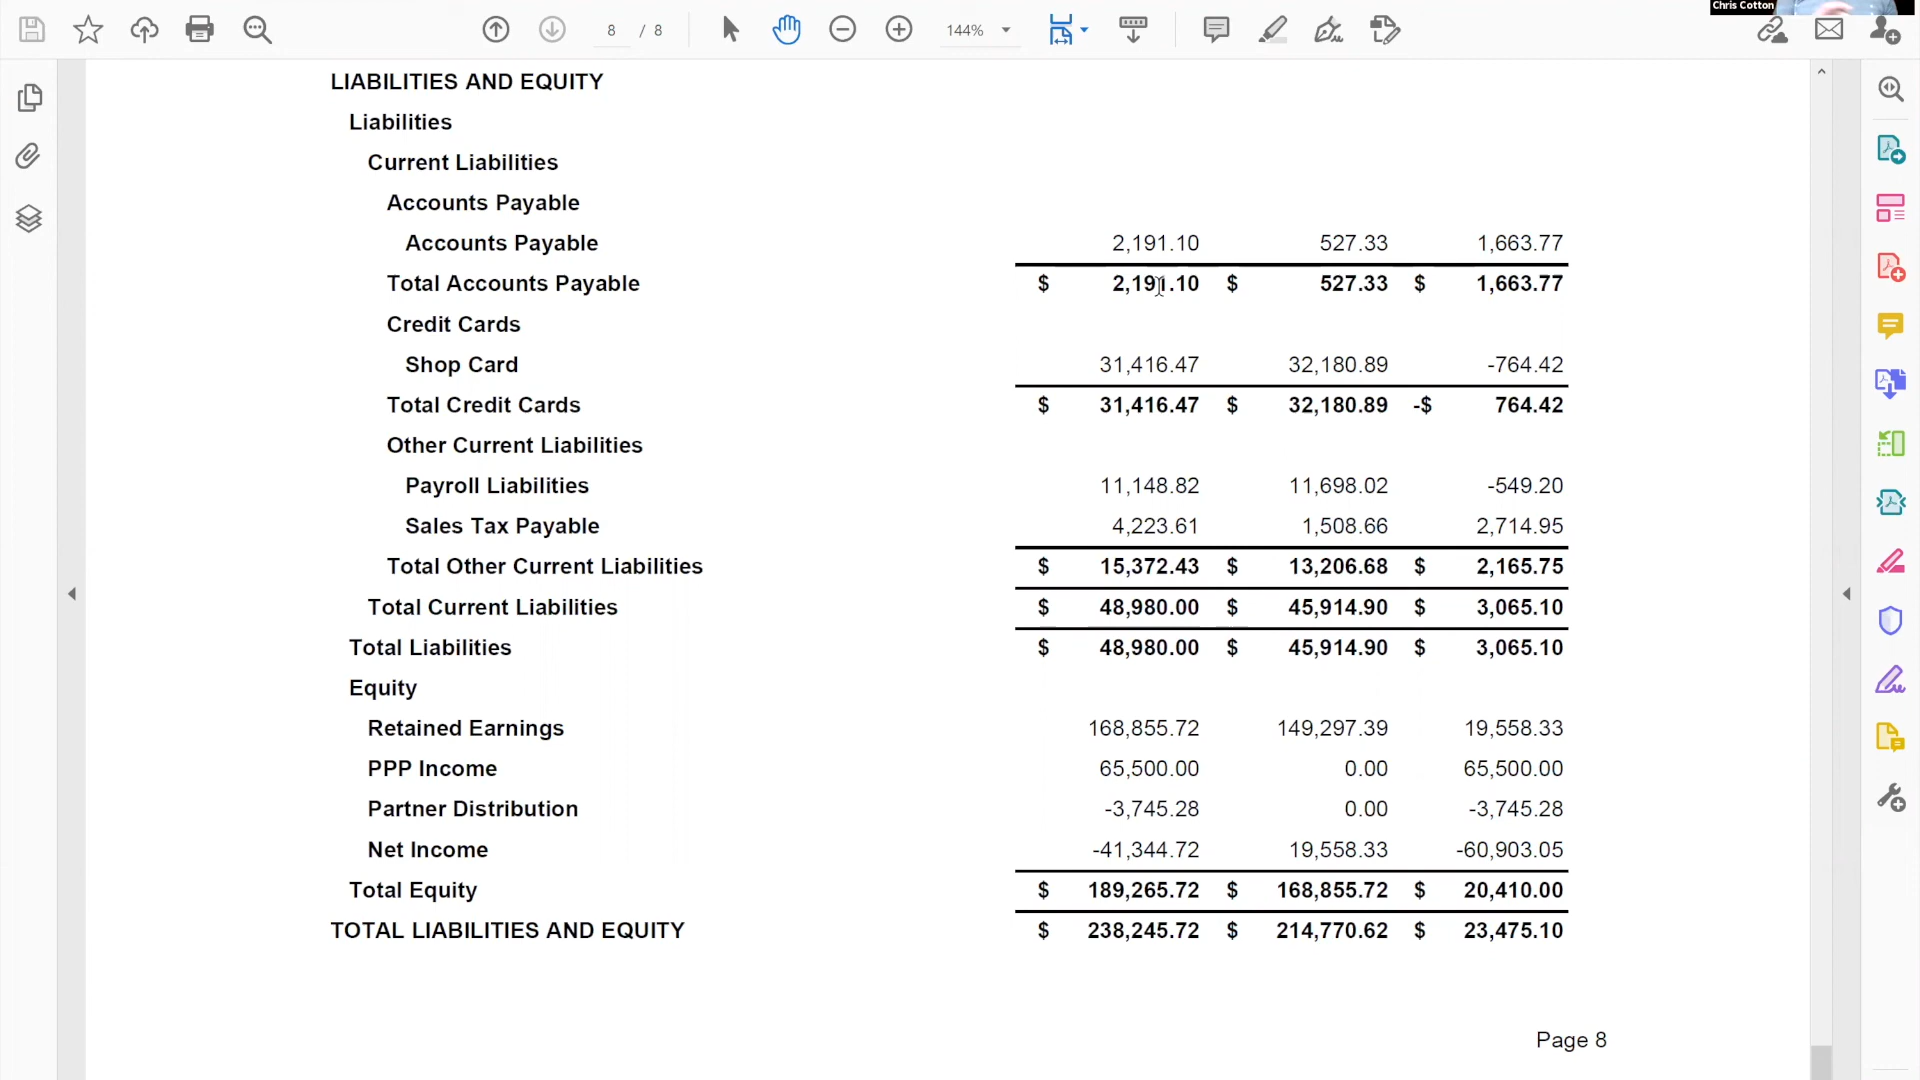 Chris Cotton
8 / 8
144%
LIABILITIES AND EQUITY
Liabilities
Current Liabilities
Accounts Payable
Accounts Payable 2,191.10 527.33 1,663.77
Total Accounts Payable $ 2,191.10 $ 527.33 $ 1,663.77
Credit Cards
Shop Card 31,416.47 32,180.89 -764.42
Total Credit Cards $ 31,416.47 $ 32,180.89 -$ 764.42
Other Current Liabilities
Payroll Liabilities 11,148.82 11,698.02 -549.20
Sales Tax Payable 4,223.61 1,508.66 2,714.95
Total Other Current Liabilities $ 15,372.43 $ 13,206.68 $ 2,165.75
Total Current Liabilities $ 48,980.00 $ 45,914.90 $ 3,065.10
Total Liabilities $ 48,980.00 $ 45,914.90 $ 3,065.10
Equity
Retained Earnings 168,855.72 149,297.39 19,558.33
PPP Income 65,500.00 0.00 65,500.00
Partner Distribution -3,745.28 0.00 -3,745.28
Net Income -41,344.72 19,558.33 -60,903.05
Total Equity $ 189,265.72 $ 168,855.72 $ 20,410.00
TOTAL LIABILITIES AND EQUITY $ 238,245.72 $ 214,770.62 $ 23,475.10
Page 8